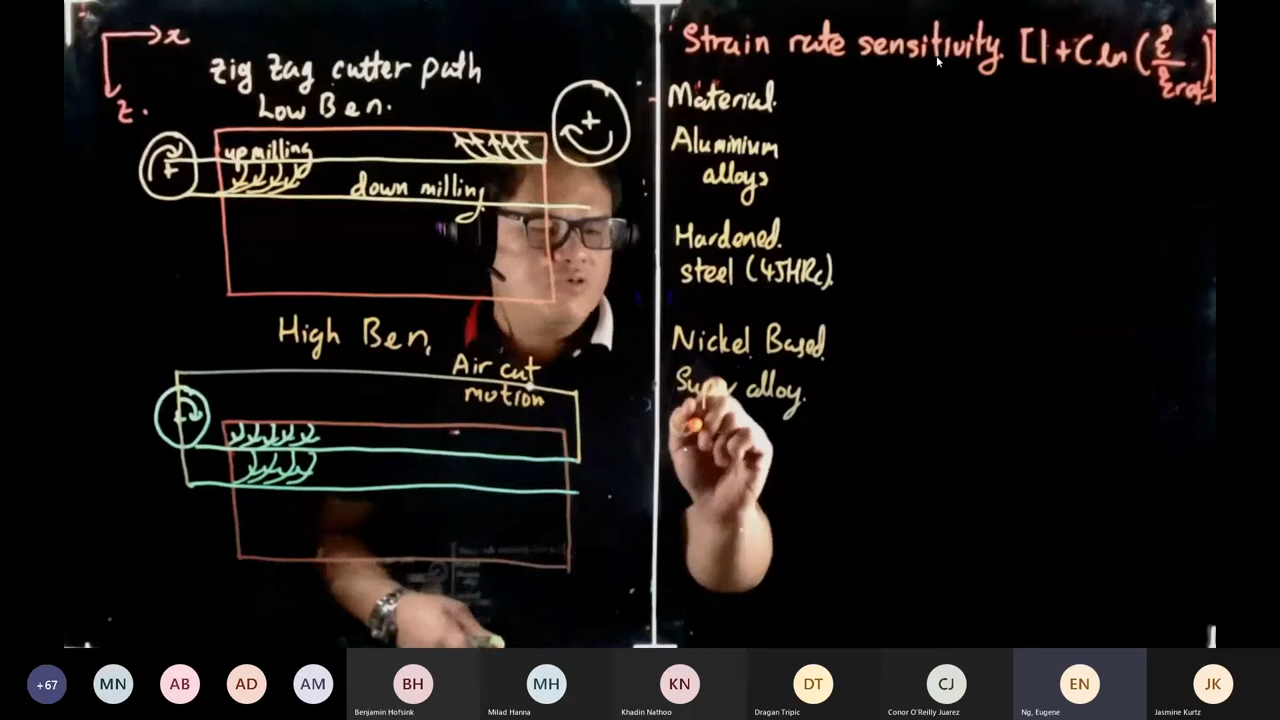 x
z.
zig zag cutter path
Low Ben.
up milling
down milling
High Ben,
Air cut
motion
Strain rate sensitivity. [1 + C ln (ε̇/ε̇ref)]
Material.
Aluminium
alloys
Hardened.
steel (45HRc).
Nickel Based.
Super alloy.
+67
MN
AB
AD
AM
BH
Benjamin Hofsink
MH
Milad Hanna
KN
Khadin Nathoo
DT
Dragan Tripic
CJ
Conor O'Reilly Juarez
EN
Ng, Eugene
JK
Jasmine Kurtz